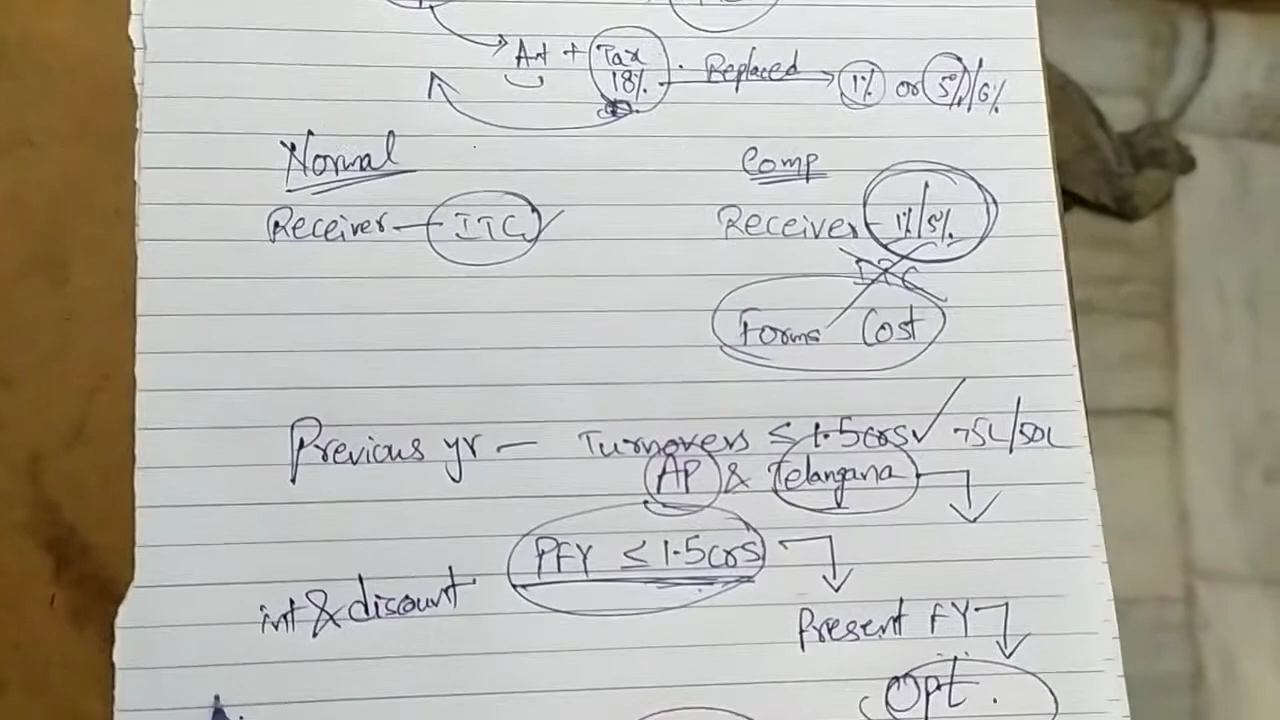 Amt + Tax 18% . Replaced 1% or 5%/6%
Normal Comp
Receiver — ITC ✓ Receiver — 1%/5%
ITC
Forms Cost
Previous yr — Turnovers ≤ 1.5crs ✓ 75L/50L
AP & Telangana
PFY ≤ 1.5crs
int & discount
Present FY
Opt.